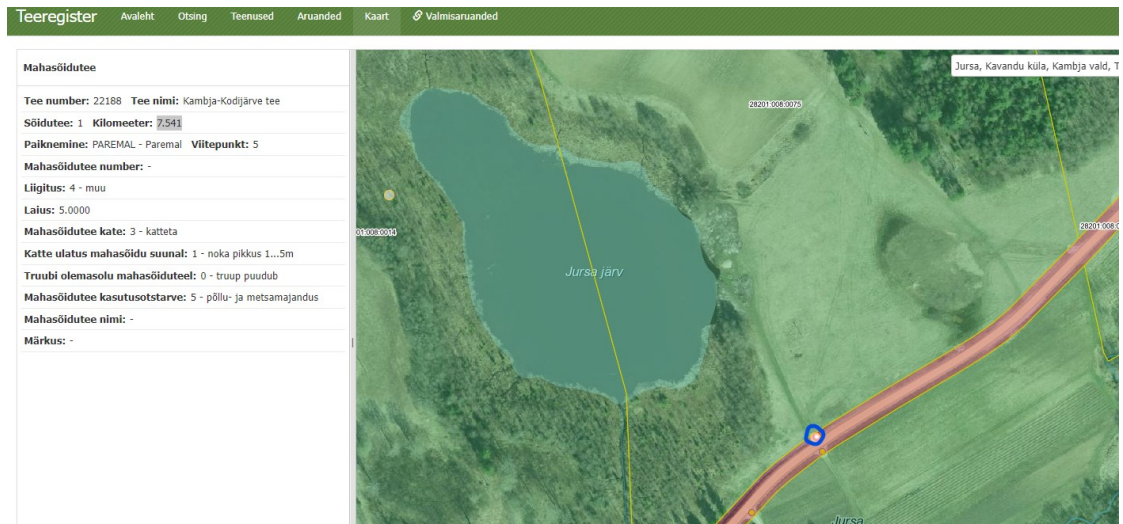 Teeregister Avaleht Otsing Teenused Aruanded Kaart Valmisaruanded
Mahasõidutee
Tee number: 22188 Tee nimi: Kambja-Kodijärve tee
Sõidutee: 1 Kilomeeter: 7.541
Paiknemine: PAREMAL - Paremal Viitepunkt: 5
Mahasõidutee number: -
Liigitus: 4 - muu
Laius: 5.0000
Mahasõidutee kate: 3 - katteta
Katte ulatus mahasõidu suunal: 1 - noka pikkus 1...5m
Truubi olemasolu mahasõiduteel: 0 - truup puudub
Mahasõidutee kasutusotstarve: 5 - põllu- ja metsamajandus
Mahasõidutee nimi: -
Märkus: -
Jursa, Kavandu küla, Kambja vald, T
28201:008:0075
01:008:0014
28201:008:0
Jursa järv
Jursa